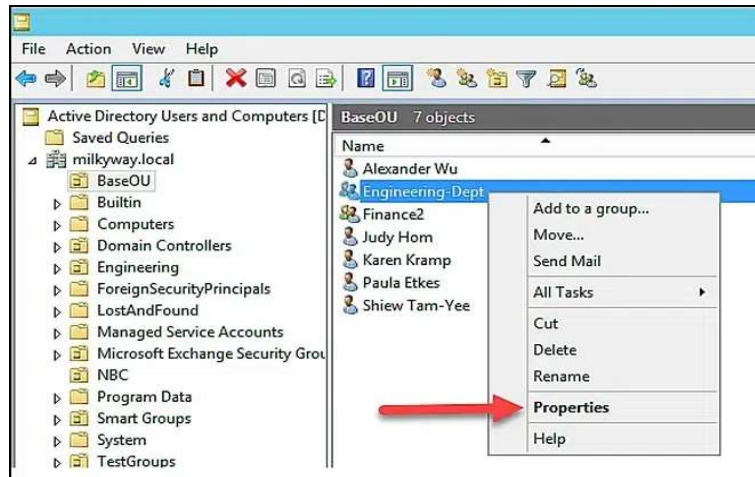 File Action View Help
Active Directory Users and Computers [D
Saved Queries
milkyway.local
BaseOU
Builtin
Computers
Domain Controllers
Engineering
ForeignSecurityPrincipals
LostAndFound
Managed Service Accounts
Microsoft Exchange Security Grou
NBC
Program Data
Smart Groups
System
TestGroups
BaseOU 7 objects
Name
Alexander Wu
Engineering-Dept
Finance2
Judy Hom
Karen Kramp
Paula Etkes
Shiew Tam-Yee
Add to a group...
Move...
Send Mail
All Tasks
Cut
Delete
Rename
Properties
Help